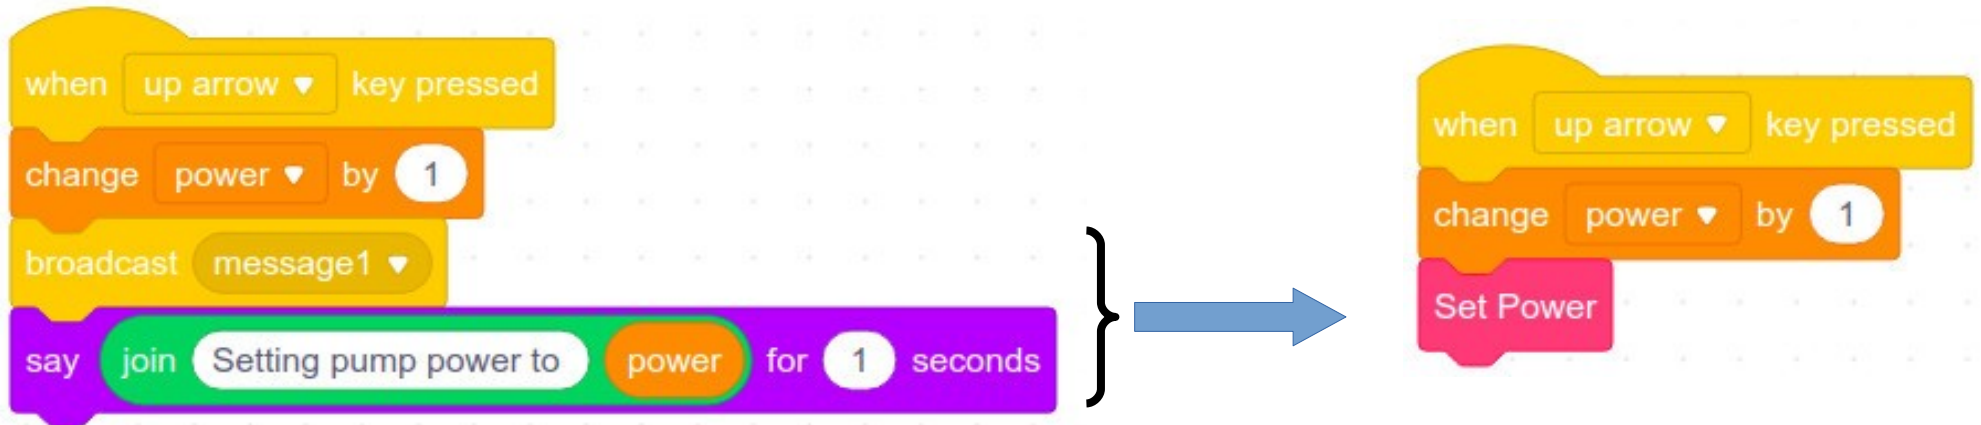 when up arrow key pressed
change power by 1
broadcast message1
say join Setting pump power to power for 1 seconds
when up arrow key pressed
change power by 1
Set Power